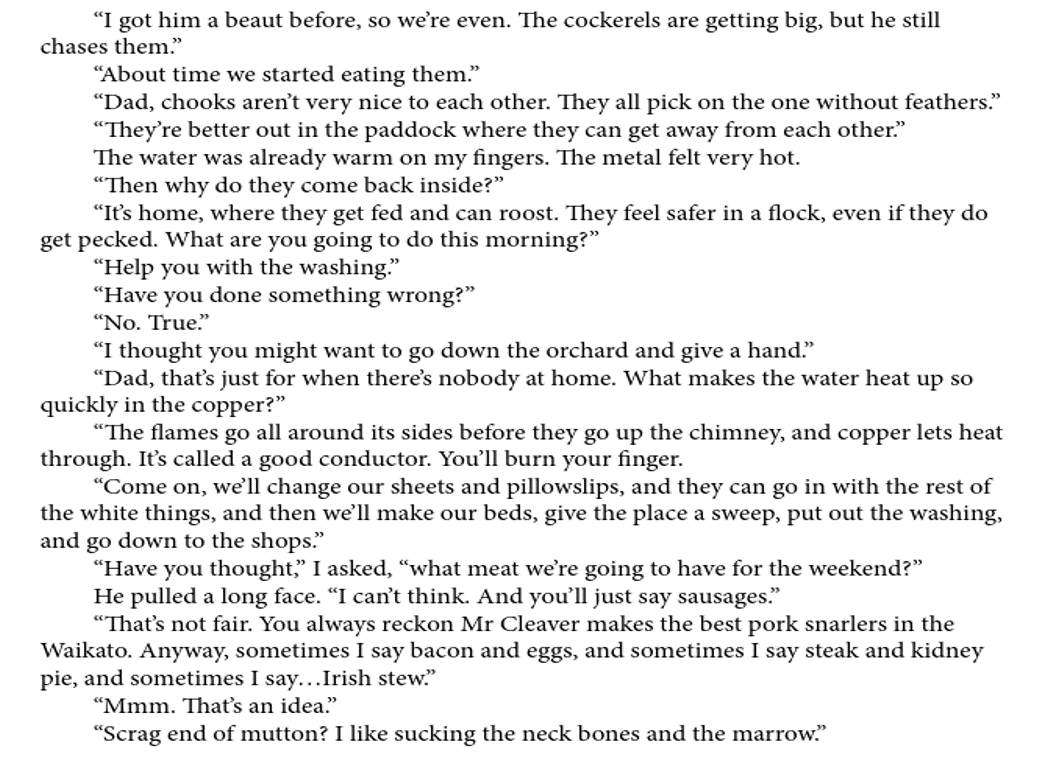 “I got him a beaut before, so we’re even. The cockerels are getting big, but he still
chases them.”
“About time we started eating them.”
“Dad, chooks aren’t very nice to each other. They all pick on the one without feathers.”
“They’re better out in the paddock where they can get away from each other.”
The water was already warm on my fingers. The metal felt very hot.
“Then why do they come back inside?”
“It’s home, where they get fed and can roost. They feel safer in a flock, even if they do
get pecked. What are you going to do this morning?”
“Help you with the washing.”
“Have you done something wrong?”
“No. True.”
“I thought you might want to go down the orchard and give a hand.”
“Dad, that’s just for when there’s nobody at home. What makes the water heat up so
quickly in the copper?”
“The flames go all around its sides before they go up the chimney, and copper lets heat
through. It’s called a good conductor. You’ll burn your finger.
“Come on, we’ll change our sheets and pillowslips, and they can go in with the rest of
the white things, and then we’ll make our beds, give the place a sweep, put out the washing,
and go down to the shops.”
“Have you thought,” I asked, “what meat we’re going to have for the weekend?”
He pulled a long face. “I can’t think. And you’ll just say sausages.”
“That’s not fair. You always reckon Mr Cleaver makes the best pork snarlers in the
Waikato. Anyway, sometimes I say bacon and eggs, and sometimes I say steak and kidney
pie, and sometimes I say…Irish stew.”
“Mmm. That’s an idea.”
“Scrag end of mutton? I like sucking the neck bones and the marrow.”